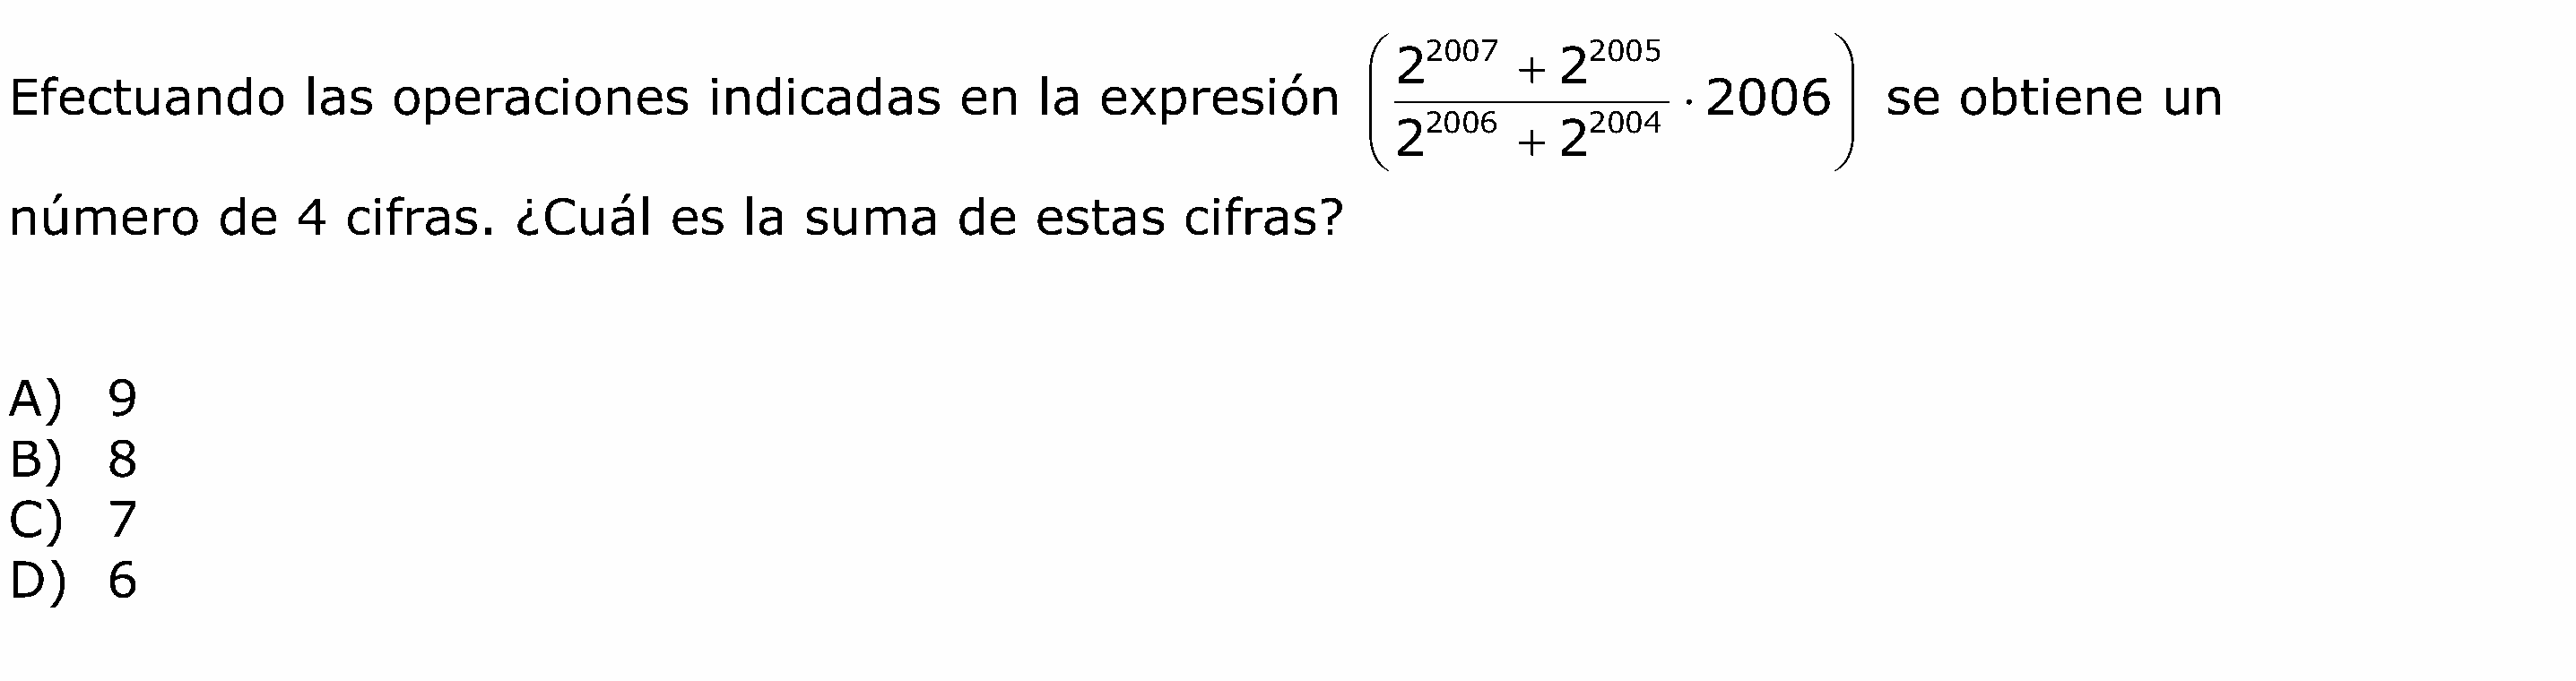 Efectuando las operaciones indicadas en la expresión $\left(\frac{2^{2007} + 2^{2005}}{2^{2006} + 2^{2004}} \cdot 2006\right)$ se obtiene un
número de 4 cifras. ¿Cuál es la suma de estas cifras?
A) 9
B) 8
C) 7
D) 6